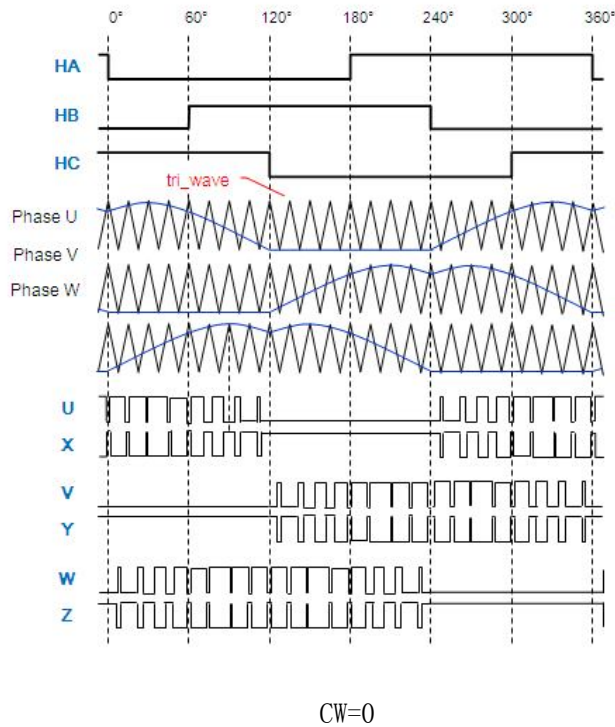 0° 60° 120° 180° 240° 300° 360°
HA
HB
HC
tri_wave
Phase U
Phase V
Phase W
U
X
V
Y
W
Z
CW=0